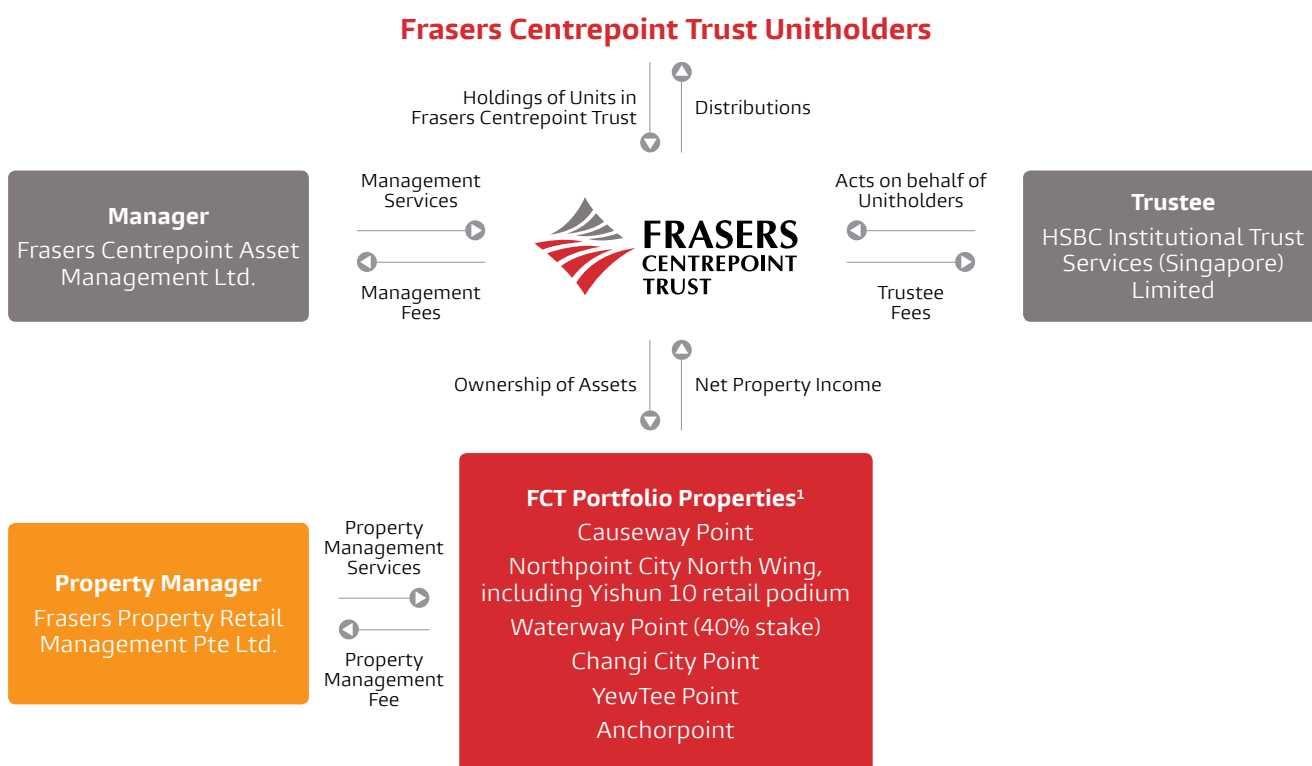 Frasers Centrepoint Trust Unitholders
Holdings of Units in
Frasers Centrepoint Trust
Distributions
Manager
Frasers Centrepoint Asset
Management Ltd.
Management
Services
Management
Fees
FRASERS
CENTREPOINT
TRUST
Acts on behalf of
Unitholders
Trustee
Fees
Trustee
HSBC Institutional Trust
Services (Singapore)
Limited
Ownership of Assets
Net Property Income
Property Manager
Frasers Property Retail
Management Pte Ltd.
Property
Management
Services
Property
Management
Fee
FCT Portfolio Properties¹
Causeway Point
Northpoint City North Wing,
including Yishun 10 retail podium
Waterway Point (40% stake)
Changi City Point
YewTee Point
Anchorpoint